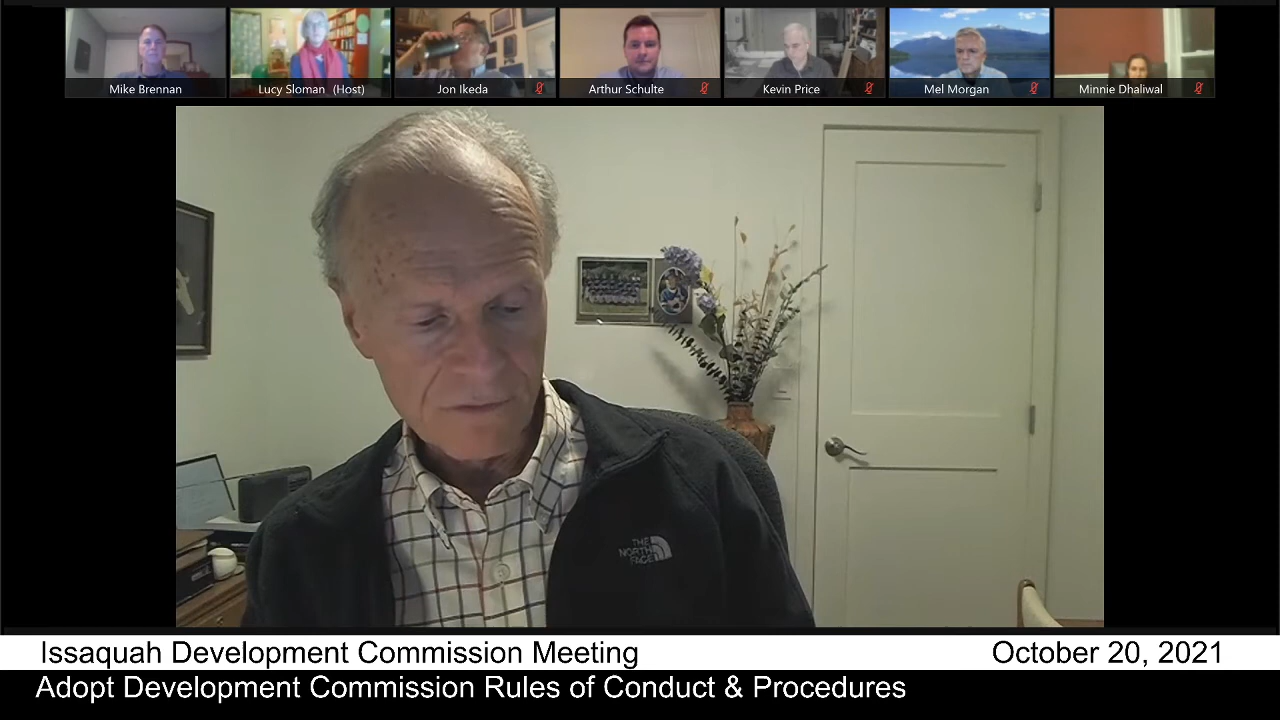 Mike Brennan
Lucy Sloman (Host)
Jon Ikeda
Arthur Schulte
Kevin Price
Mel Morgan
Minnie Dhaliwal
THE
NORTH
FACE
Issaquah Development Commission Meeting
October 20, 2021
Adopt Development Commission Rules of Conduct & Procedures